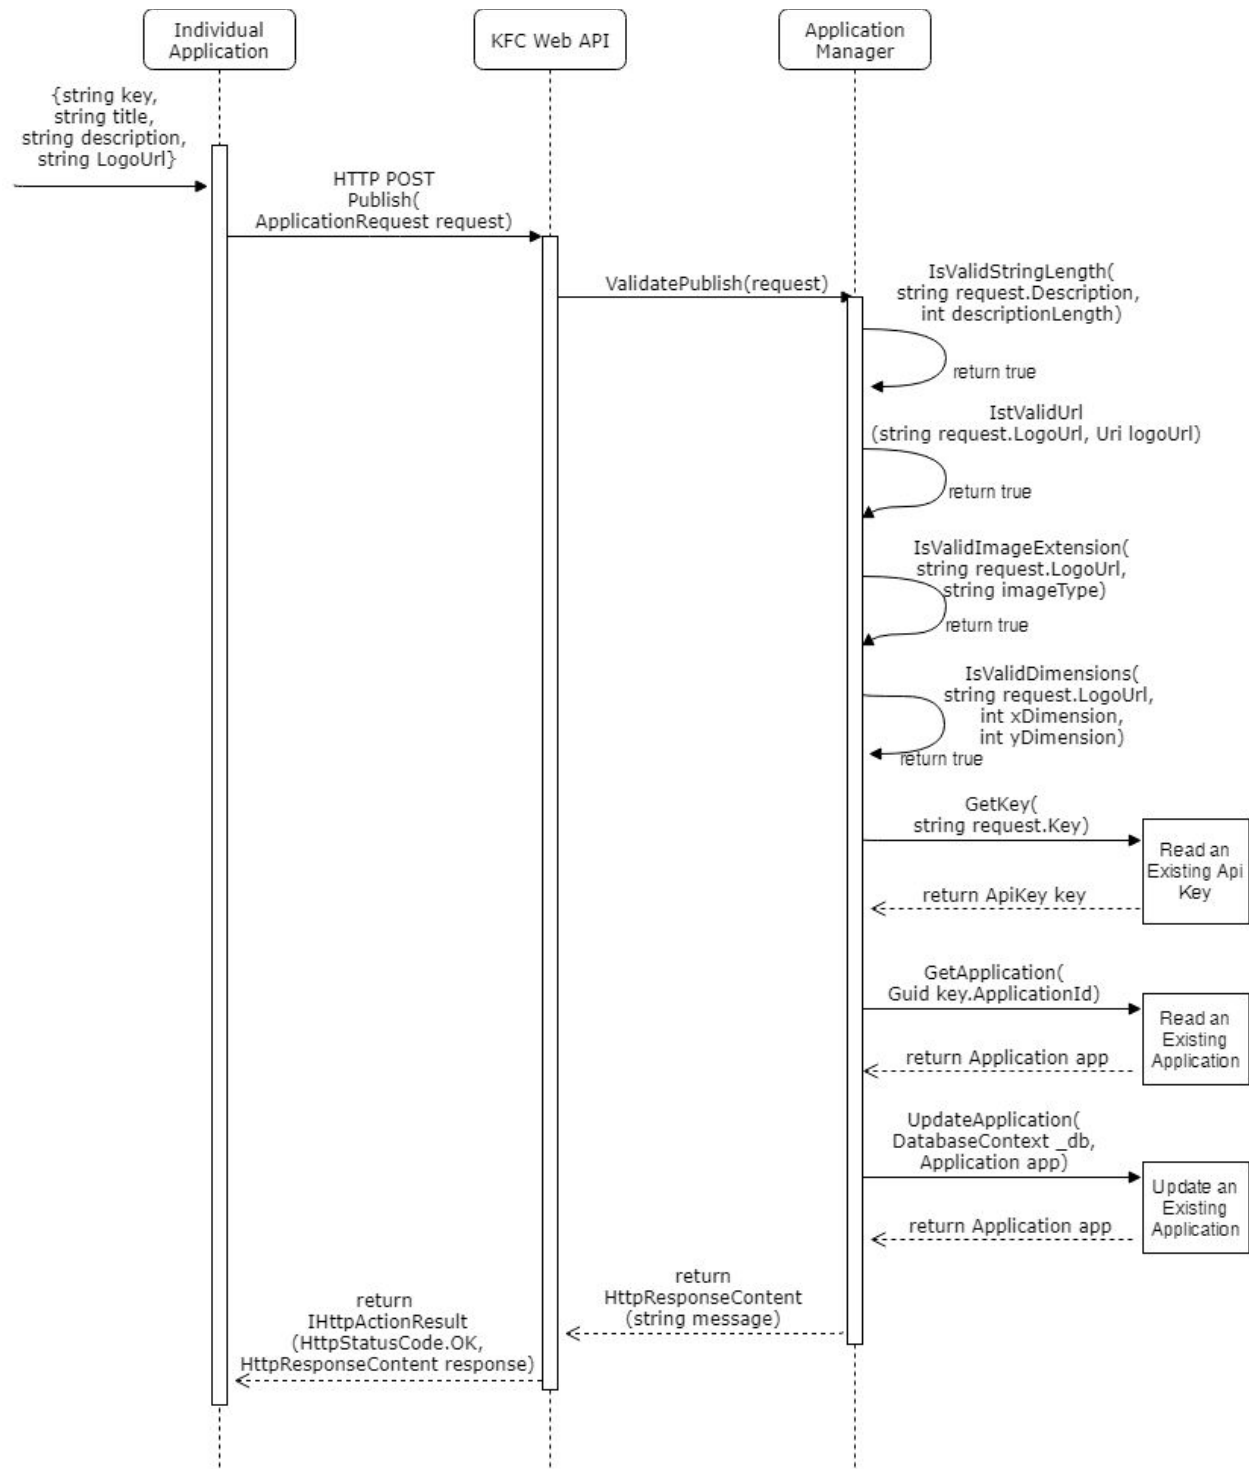 Individual
Application
KFC Web API
Application
Manager
{string key,
string title,
string description,
string LogoUrl}
HTTP POST
Publish(
ApplicationRequest request)
ValidatePublish(request)
IsValidStringLength(
string request.Description,
int descriptionLength)
return true
IstValidUrl
(string request.LogoUrl, Uri logoUrl)
return true
IsValidImageExtension(
string request.LogoUrl,
string imageType)
return true
IsValidDimensions(
string request.LogoUrl,
int xDimension,
int yDimension)
return true
GetKey(
string request.Key)
Read an
Existing Api
Key
return ApiKey key
GetApplication(
Guid key.ApplicationId)
Read an
Existing
Application
return Application app
UpdateApplication(
DatabaseContext _db,
Application app)
Update an
Existing
Application
return Application app
return
HttpResponseContent
(string message)
return
IHttpActionResult
(HttpStatusCode.OK,
HttpResponseContent response)